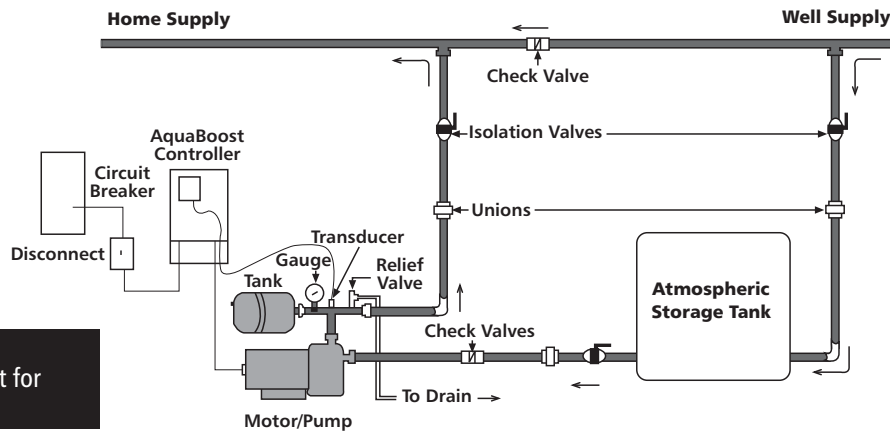 Home Supply
Well Supply
Check Valve
AquaBoost
Controller
Isolation Valves
Circuit
Breaker
Unions
Disconnect
Transducer
Gauge
Relief
Valve
Tank
Atmospheric
Storage Tank
Check Valves
t for
To Drain
Motor/Pump